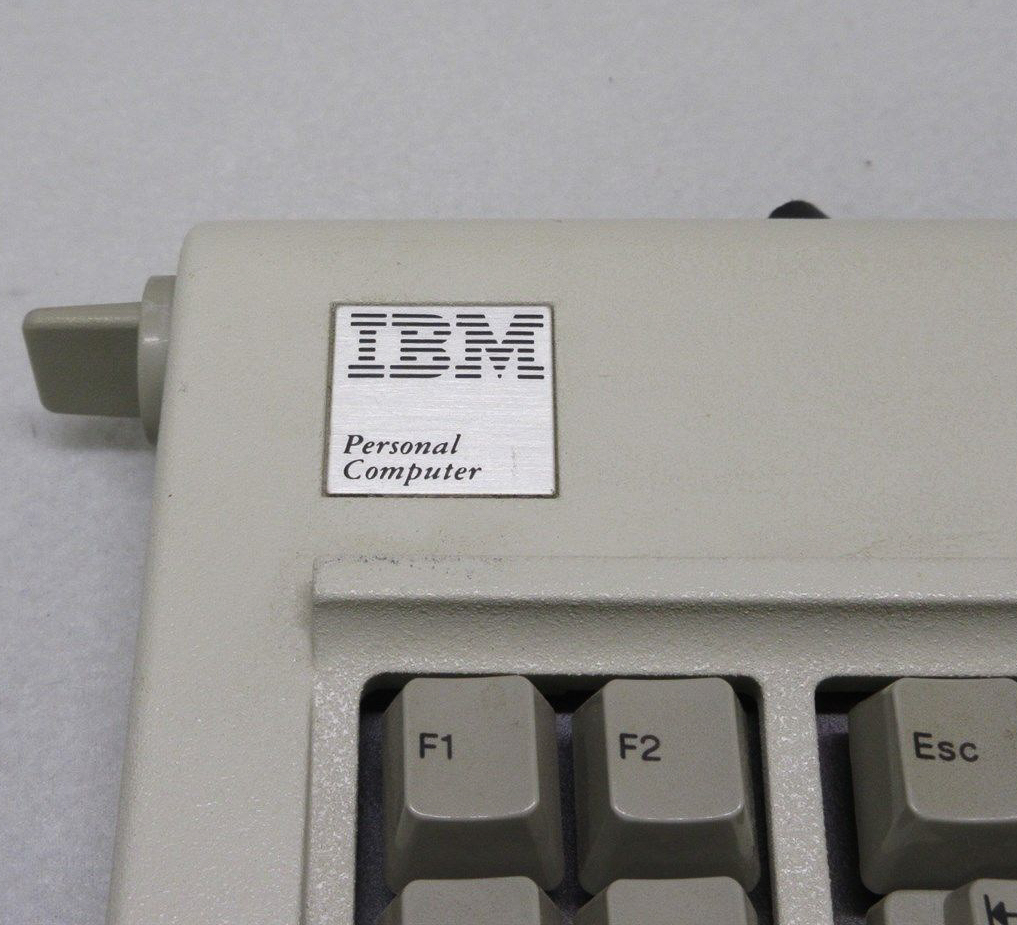 IBM
Personal
Computer
F1 F2 Esc